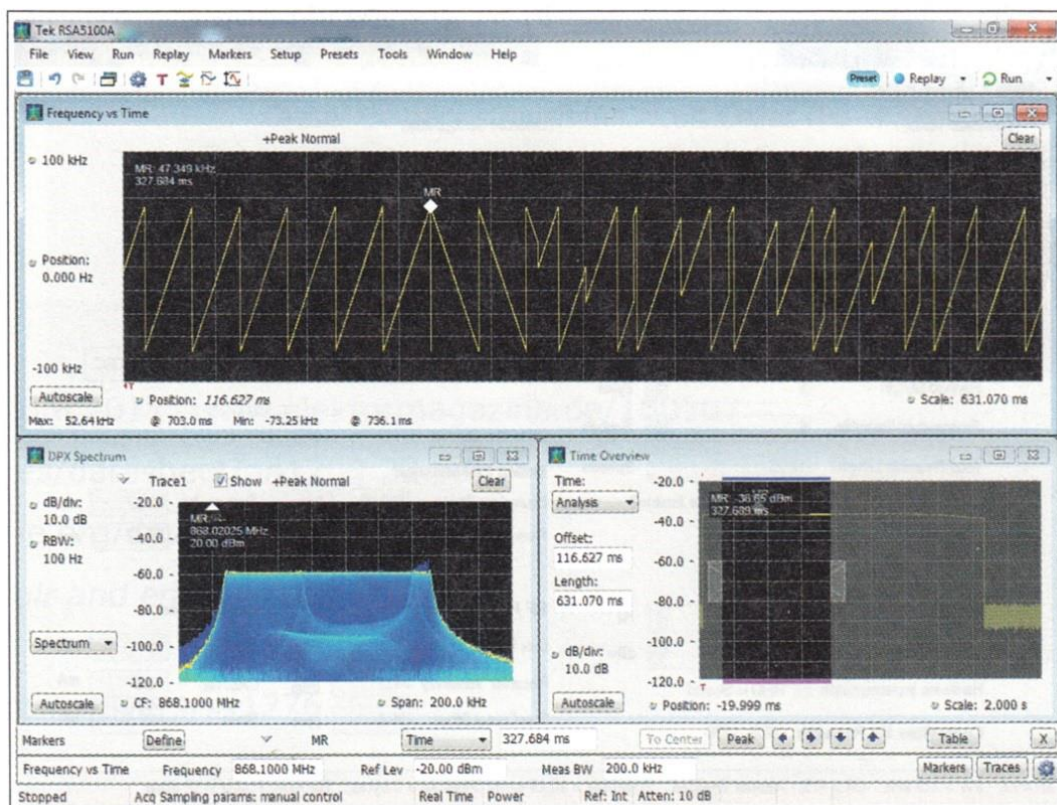 Tek RSA5100A
File View Run Replay Markers Setup Presets Tools Window Help
T
Preset Replay Run
Frequency vs Time
+Peak Normal
Clear
100 kHz
MR: 47.349 kHz
327.684 ms
MR
Position:
0.000 Hz
-100 kHz
T
Autoscale
Position: 116.627 ms
Scale: 631.070 ms
Max: 52.64 kHz @ 703.0 ms Min: -73.25 kHz @ 736.1 ms
DPX Spectrum
Trace1 Show +Peak Normal
Clear
dB/div:
10.0 dB
RBW:
100 Hz
-20.0
-40.0
-60.0
-80.0
-100.0
-120.0
868.02025 MHz
20.00 dBm
Spectrum
Autoscale
CF: 868.1000 MHz
Span: 200.0 kHz
Time Overview
Time:
Analysis
Clear
Offset:
116.627 ms
Length:
631.070 ms
dB/div:
10.0 dB
-20.0
-40.0
-60.0
-80.0
-100.0
-120.0
MR: -36.65 dBm
327.689 ms
T
Autoscale
Position: -19.999 ms
Scale: 2.000 s
Markers Define MR Time 327.684 ms To Center Peak Table X
Frequency vs Time Frequency 868.1000 MHz Ref Lev -20.00 dBm Meas BW 200.0 kHz Markers Traces
Stopped Acq Sampling params: manual control Real Time Power Ref: Int Atten: 10 dB